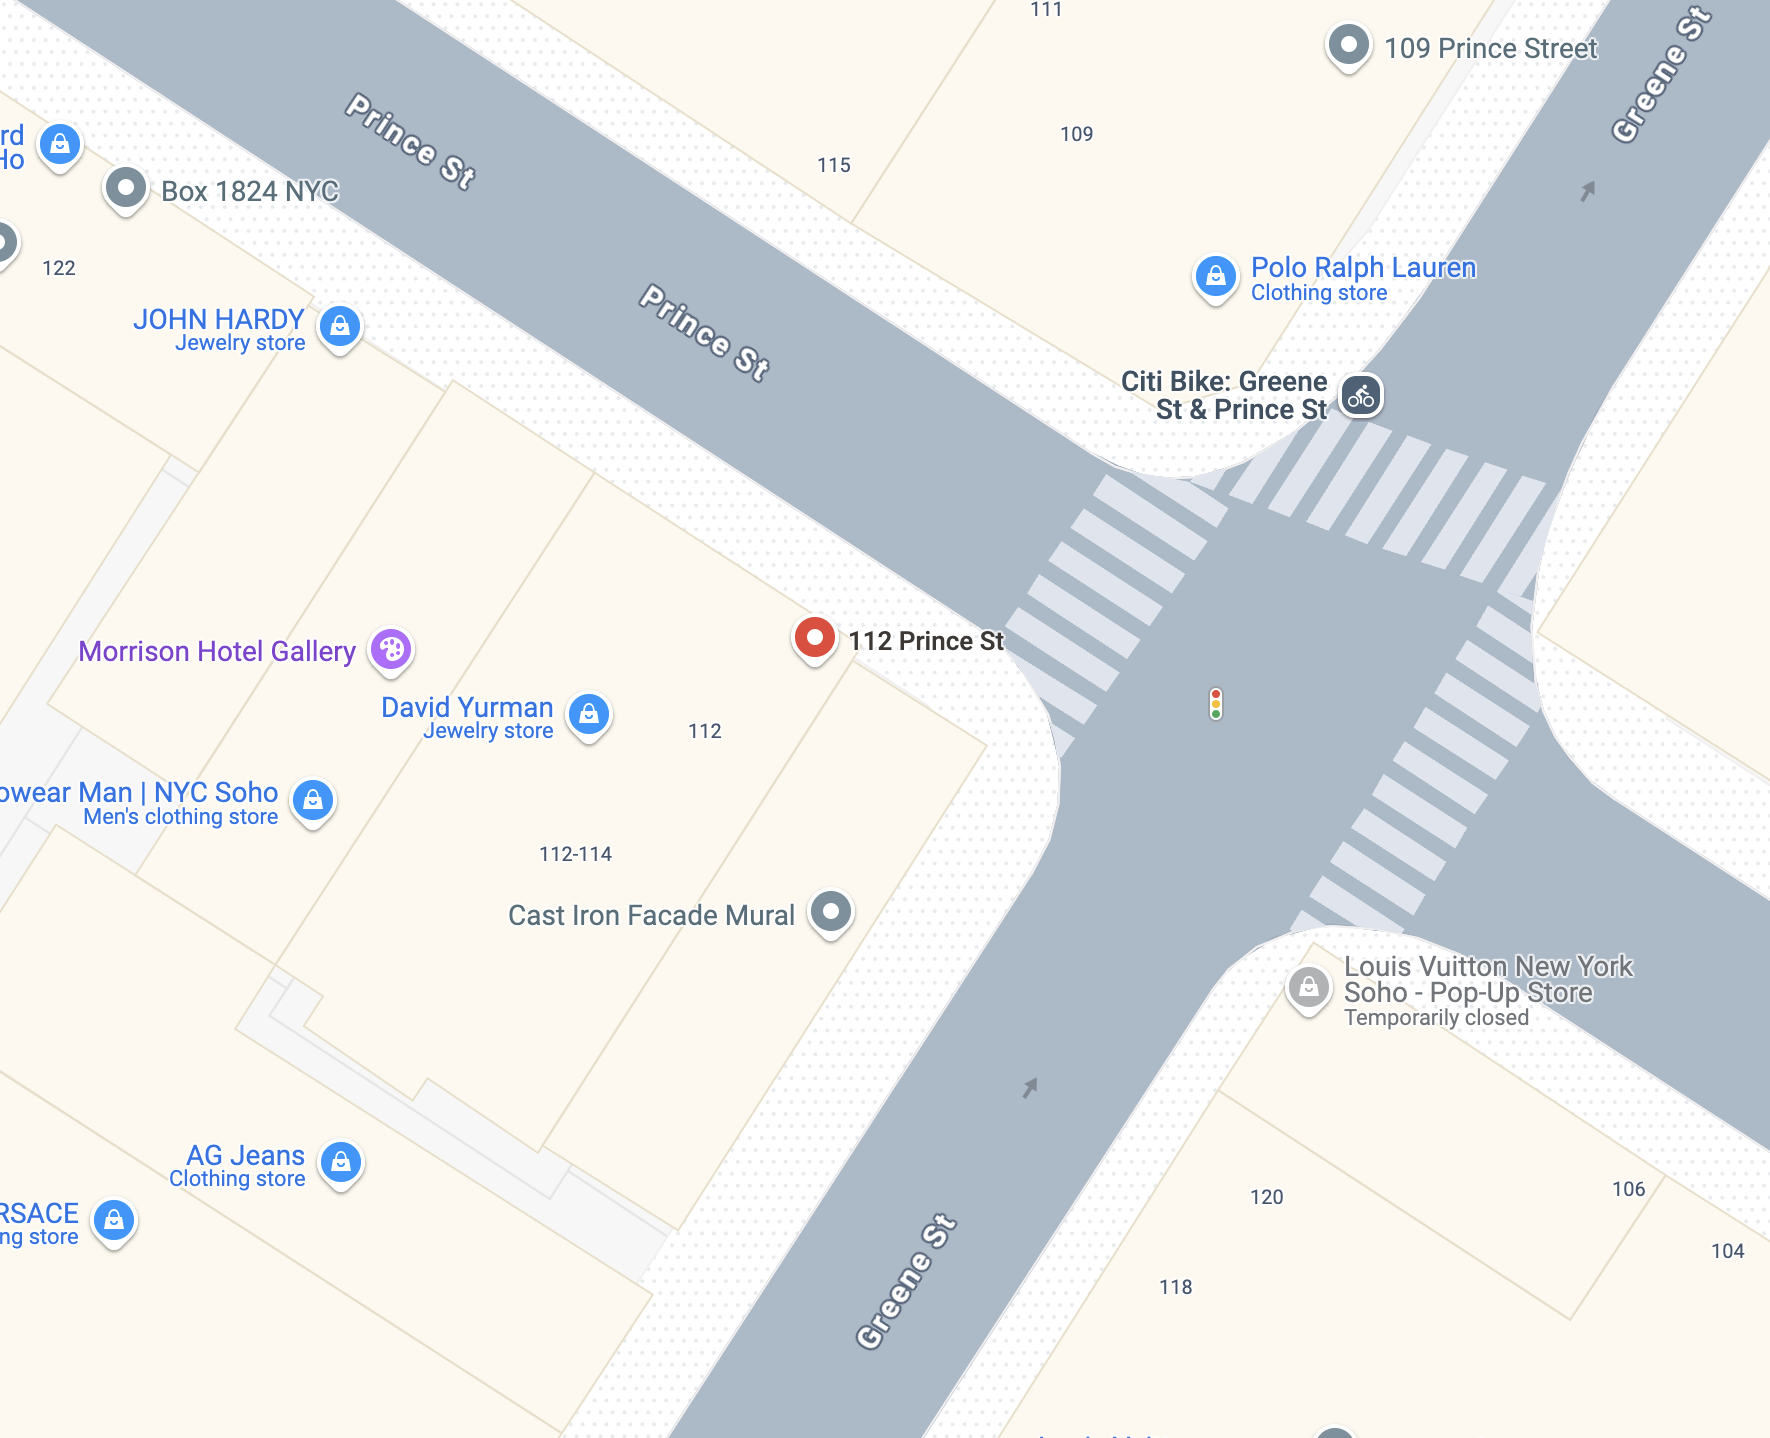 111
109 Prince Street
Greene St
Prince St
109
115
rd
Ho
Box 1824 NYC
122
Polo Ralph Lauren
Clothing store
JOHN HARDY
Jewelry store
Prince St
Citi Bike: Greene
St & Prince St
112 Prince St
Morrison Hotel Gallery
David Yurman
Jewelry store
112
owear Man | NYC Soho
Men's clothing store
112-114
Cast Iron Facade Mural
Louis Vuitton New York
Soho - Pop-Up Store
Temporarily closed
AG Jeans
Clothing store
RSACE
ng store
120
106
104
118
Greene St